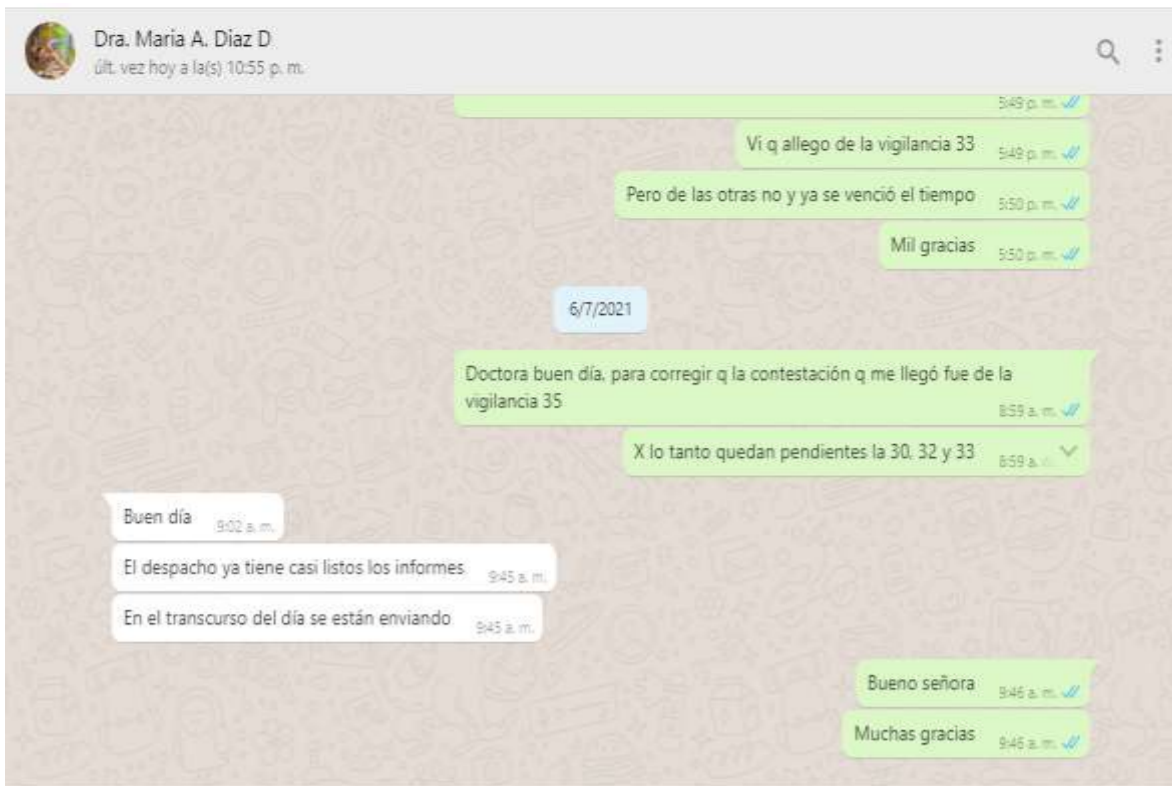 Dra. Maria A. Diaz D
últ. vez hoy a la(s) 10:55 p. m.
5:49 p. m.
Vi q allego de la vigilancia 33 5:49 p. m.
Pero de las otras no y ya se venció el tiempo 5:50 p. m.
Mil gracias 5:50 p. m.
6/7/2021
Doctora buen día, para corregir q la contestación q me llegó fue de la
vigilancia 35 8:59 a. m.
X lo tanto quedan pendientes la 30, 32 y 33 8:59 a.
Buen día 9:02 a. m.
El despacho ya tiene casi listos los informes 9:45 a. m.
En el transcurso del día se están enviando 9:45 a. m.
Bueno señora 9:46 a. m.
Muchas gracias 9:46 a. m.